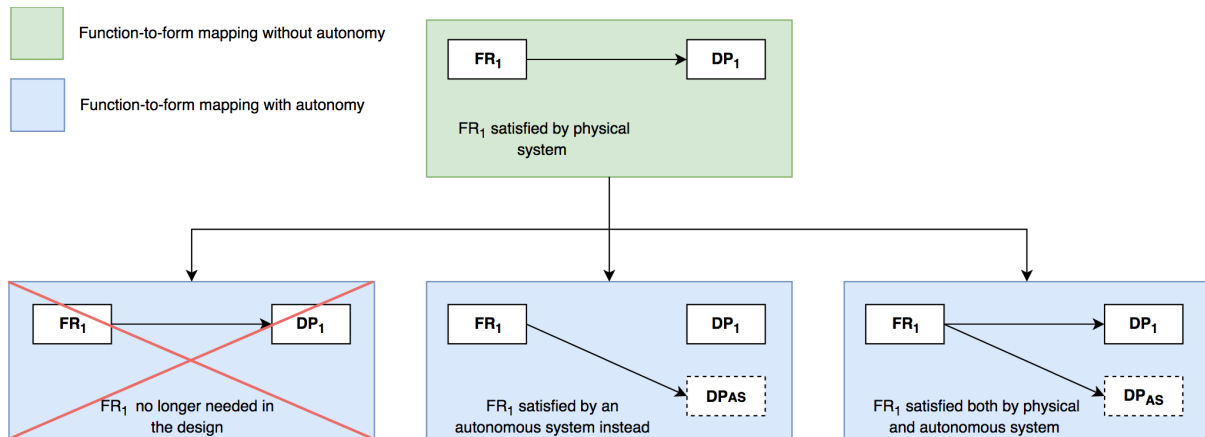 Function-to-form mapping without autonomy
Function-to-form mapping with autonomy
FR₁
DP₁
FR₁ satisfied by physical
system
FR₁
DP₁
FR₁ no longer needed in
the design
FR₁
DP₁
DPAS
FR₁ satisfied by an
autonomous system instead
FR₁
DP₁
DPAS
FR₁ satisfied both by physical
and autonomous system